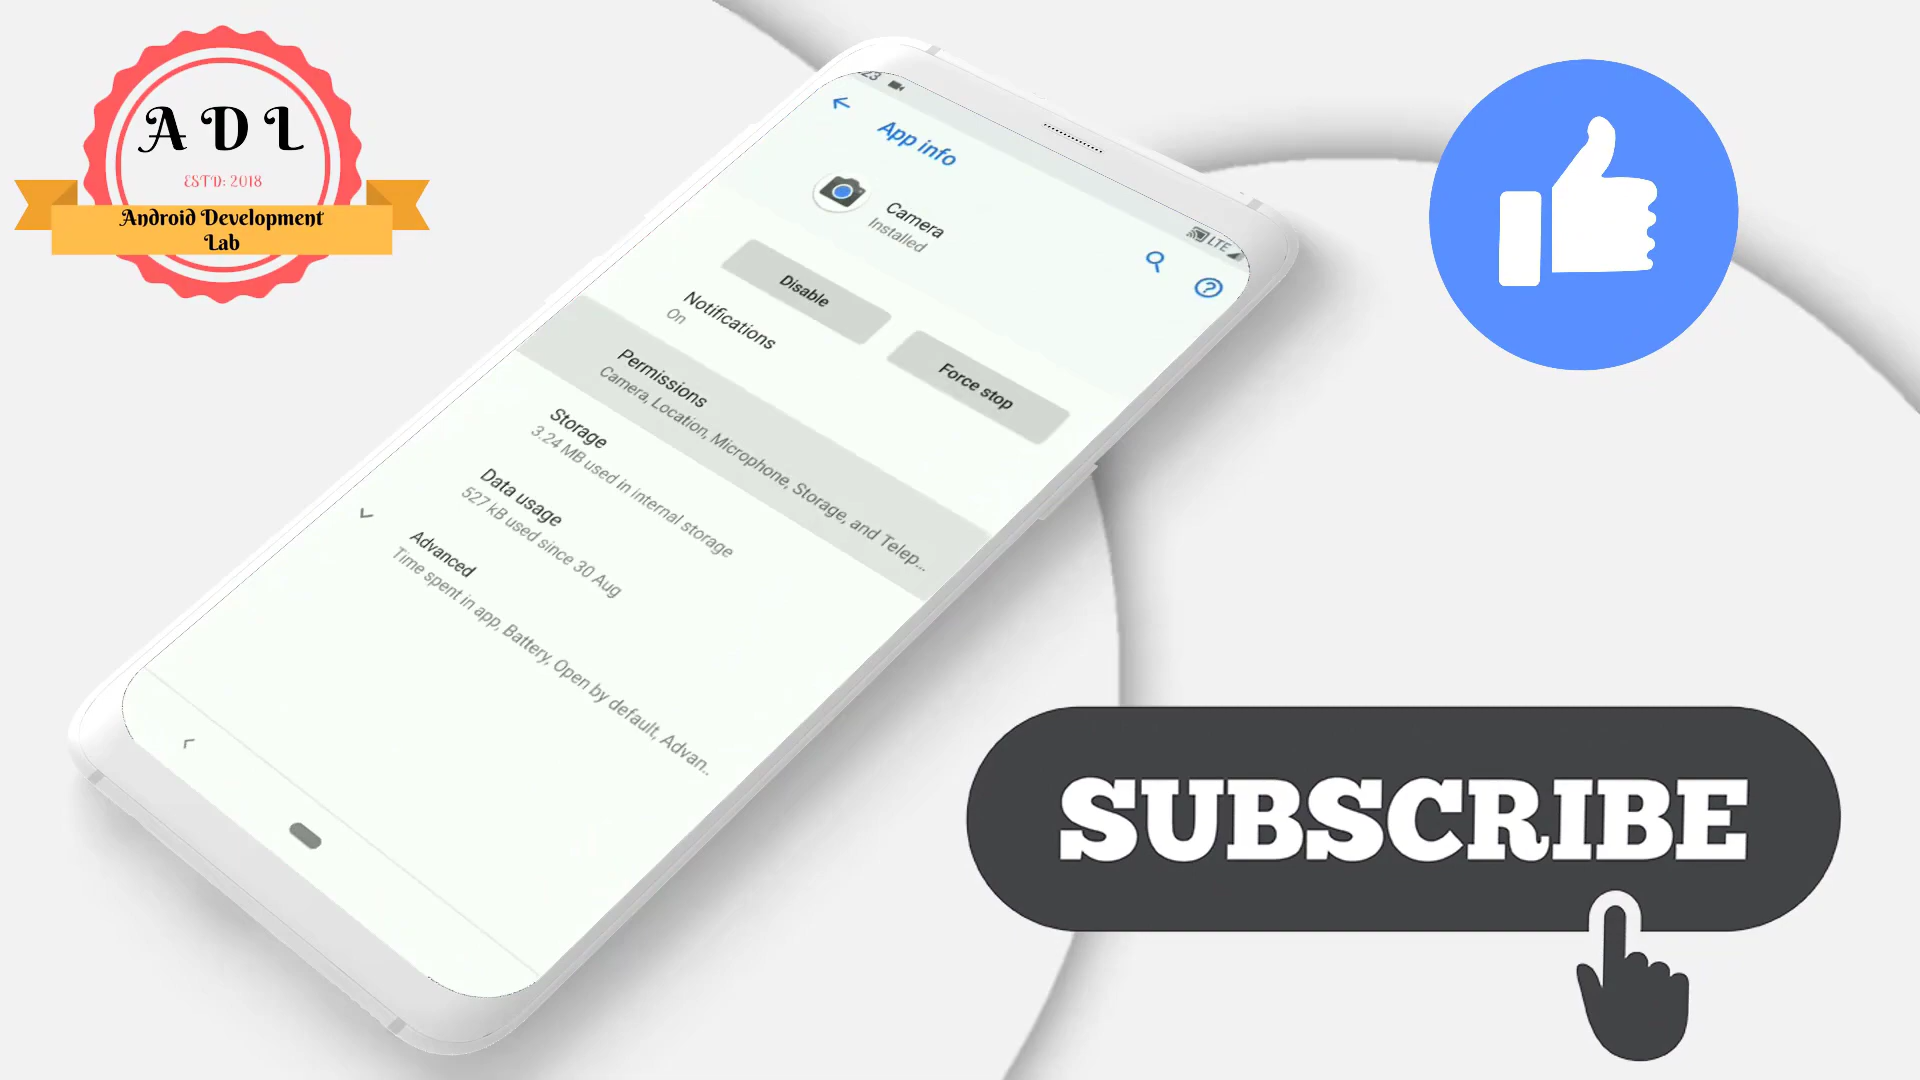 A D L
ESTD: 2018
Android Development
Lab
23
LTE
App info
Camera
Installed
Disable
Force stop
Notifications
On
Permissions
Camera, Location, Microphone, Storage, and Telep...
Storage
3.24 MB used in internal storage
Data usage
527 kB used since 30 Aug
Advanced
Time spent in app, Battery, Open by default, Advan..
SUBSCRIBE